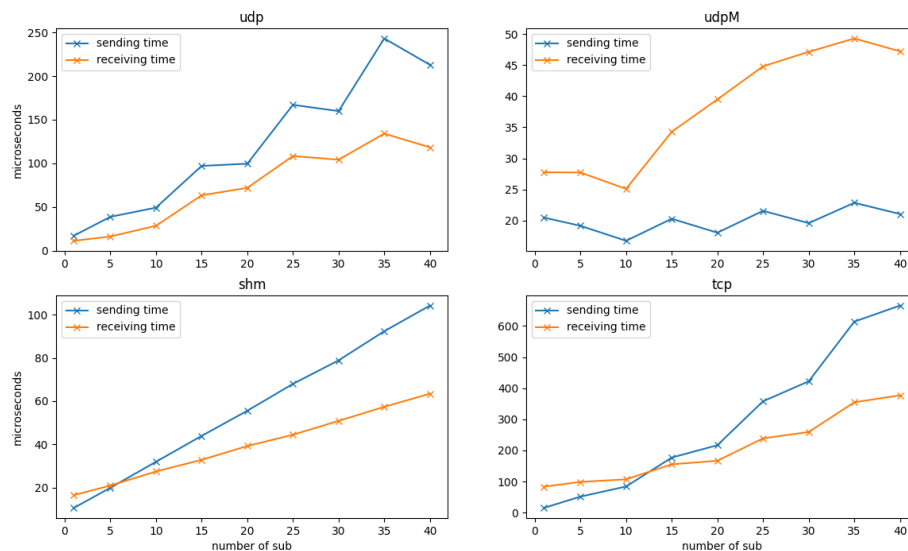 udp
250
200
150
100
50
0
microseconds
sending time
receiving time
0 5 10 15 20 25 30 35 40
udpM
50
45
40
35
30
25
20
sending time
receiving time
0 5 10 15 20 25 30 35 40
shm
100
80
60
40
20
microseconds
sending time
receiving time
0 5 10 15 20 25 30 35 40
number of sub
tcp
600
500
400
300
200
100
0
sending time
receiving time
0 5 10 15 20 25 30 35 40
number of sub